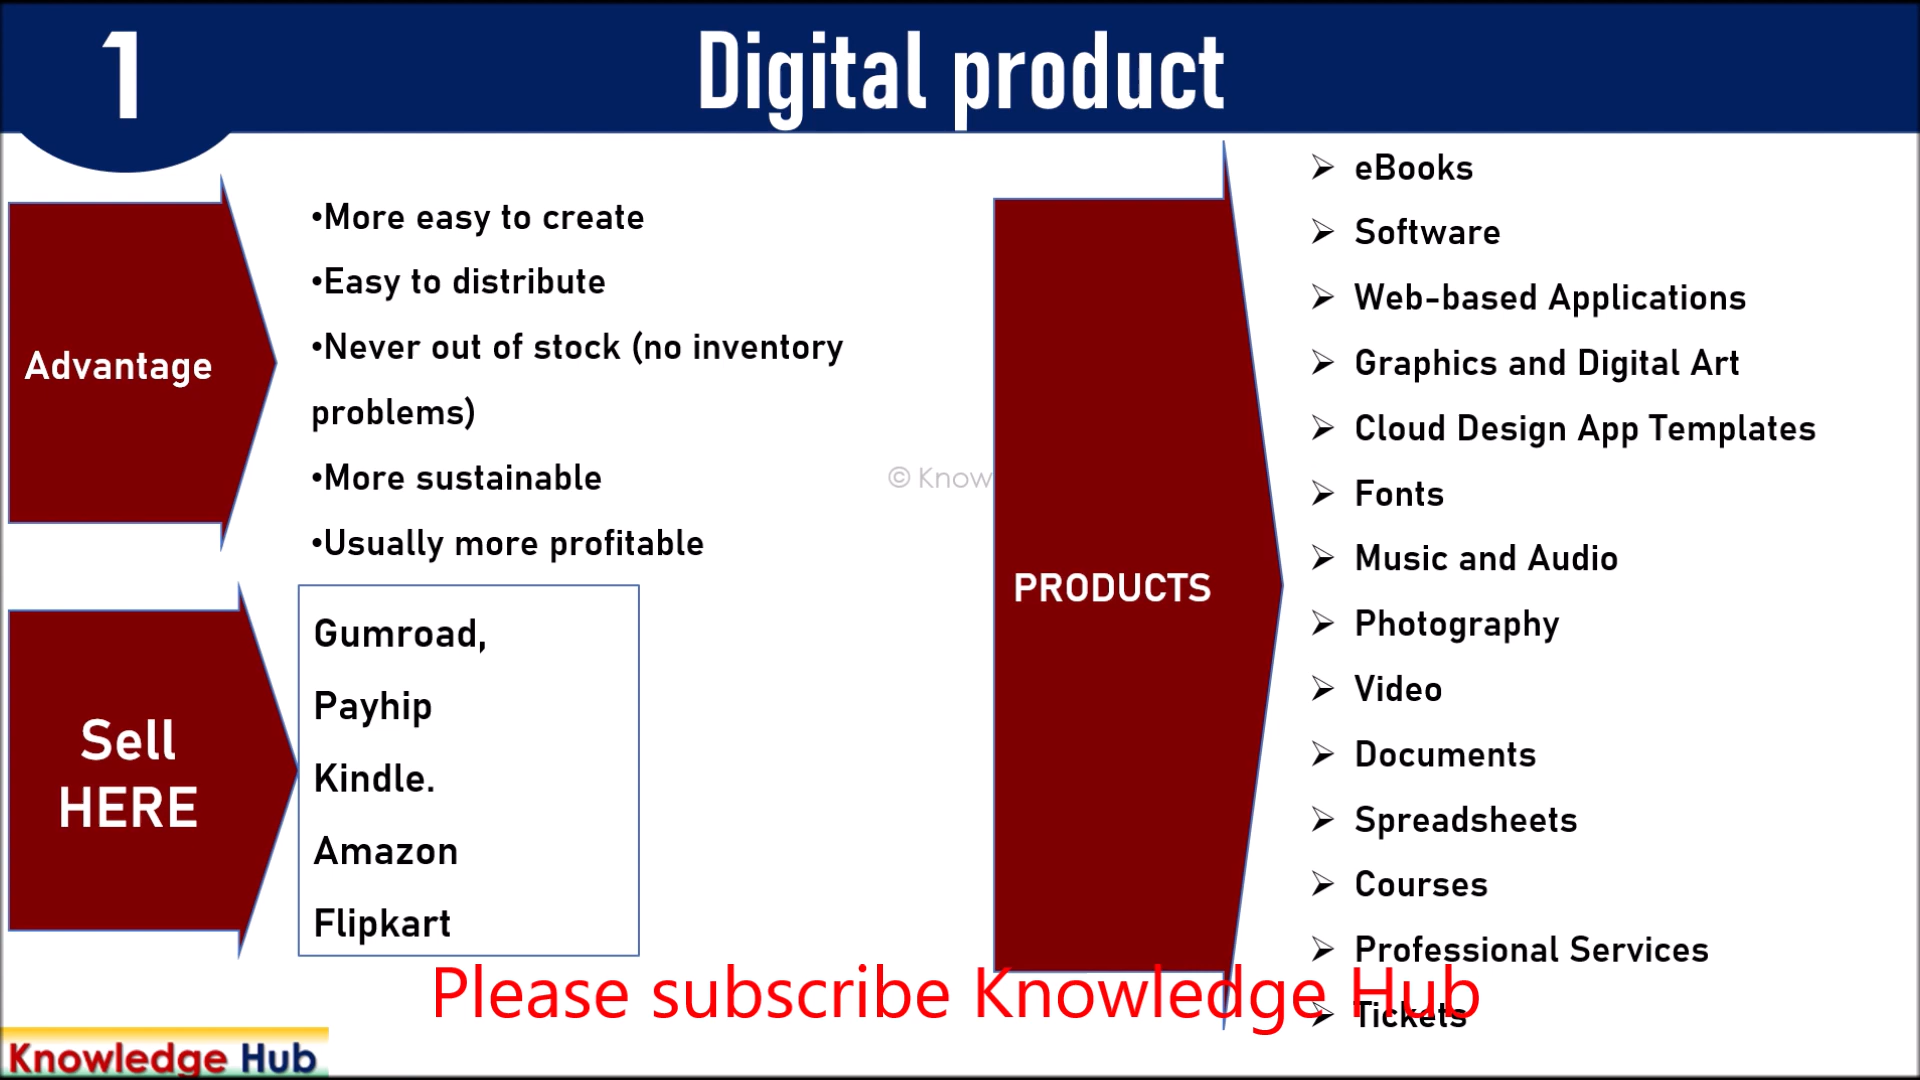 1
Digital product
Advantage
•More easy to create
•Easy to distribute
•Never out of stock (no inventory
problems)
•More sustainable
•Usually more profitable
Sell
HERE
Gumroad,
Payhip
Kindle.
Amazon
Flipkart
© Know
PRODUCTS
➢ eBooks
➢ Software
➢ Web-based Applications
➢ Graphics and Digital Art
➢ Cloud Design App Templates
➢ Fonts
➢ Music and Audio
➢ Photography
➢ Video
➢ Documents
➢ Spreadsheets
➢ Courses
➢ Professional Services
➢ Tickets
Please subscribe Knowledge Hub
Knowledge Hub